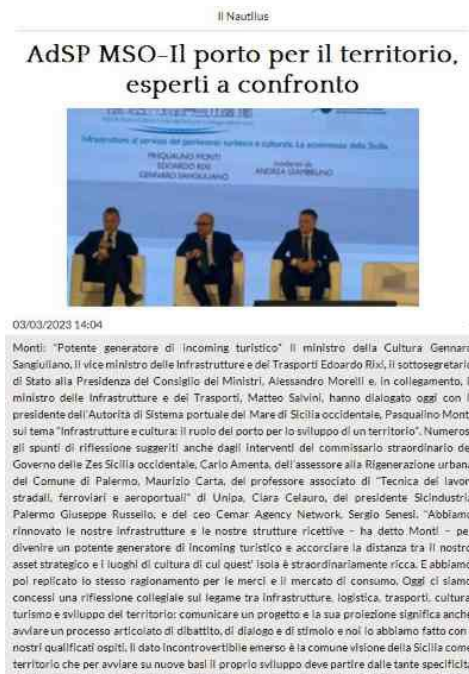 Il Nautilus
AdSP MSO-Il porto per il territorio,
esperti a confronto
Infrastrutture al servizio del patrimonio turistico e culturale. La scommessa della Sicilia
PASQUALINO MONTI
EDOARDO RIXI
GENNARO SANGIULIANO
moderati da
ANDREA GIAMBRUNO
03/03/2023 14:04
Monti: "Potente generatore di incoming turistico" Il ministro della Cultura Gennaro
Sangiuliano, il vice ministro delle Infrastrutture e dei Trasporti Edoardo Rixi, il sottosegretario
di Stato alla Presidenza del Consiglio dei Ministri, Alessandro Morelli e, in collegamento, il
ministro delle Infrastrutture e dei Trasporti, Matteo Salvini, hanno dialogato oggi con il
presidente dell'Autorità di Sistema portuale del Mare di Sicilia occidentale, Pasqualino Monti
sul tema "Infrastrutture e cultura: il ruolo del porto per lo sviluppo di un territorio". Numerosi
gli spunti di riflessione suggeriti anche dagli interventi del commissario straordinario del
Governo delle Zes Sicilia occidentale, Carlo Amenta, dell'assessore alla Rigenerazione urbana
del Comune di Palermo, Maurizio Carta, del professore associato di "Tecnica dei lavori
stradali, ferroviari e aeroportuali" di Unipa, Clara Celauro, del presidente Sicindustria
Palermo Giuseppe Russello, e del ceo Cemar Agency Network, Sergio Senesi. "Abbiamo
rinnovato le nostre infrastrutture e le nostre strutture ricettive – ha detto Monti – per
divenire un potente generatore di incoming turistico e accorciare la distanza tra il nostro
asset strategico e i luoghi di cultura di cui quest' isola è straordinariamente ricca. E abbiamo
poi replicato lo stesso ragionamento per le merci e il mercato di consumo. Oggi ci siamo
concessi una riflessione collegiale sul legame tra infrastrutture, logistica, trasporti, cultura,
turismo e sviluppo del territorio: comunicare un progetto e la sua proiezione significa anche
avviare un processo articolato di dibattito, di dialogo e di stimolo e noi lo abbiamo fatto con i
nostri qualificati ospiti. Il dato incontrovertibile emerso è la comune visione della Sicilia come
territorio che per avviare su nuove basi il proprio sviluppo deve partire dalle tante specificità